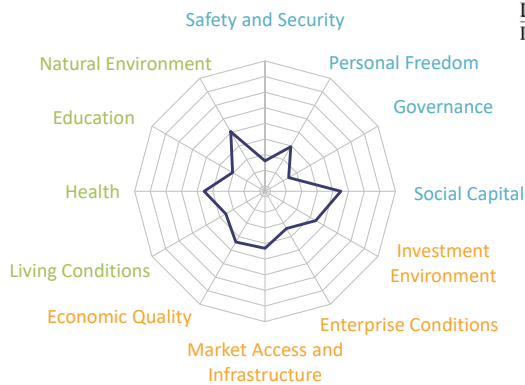 Safety and Security
Natural Environment
Personal Freedom
Education
Governance
Health
Social Capital
Investment
Environment
Living Conditions
Economic Quality
Enterprise Conditions
Market Access and
Infrastructure